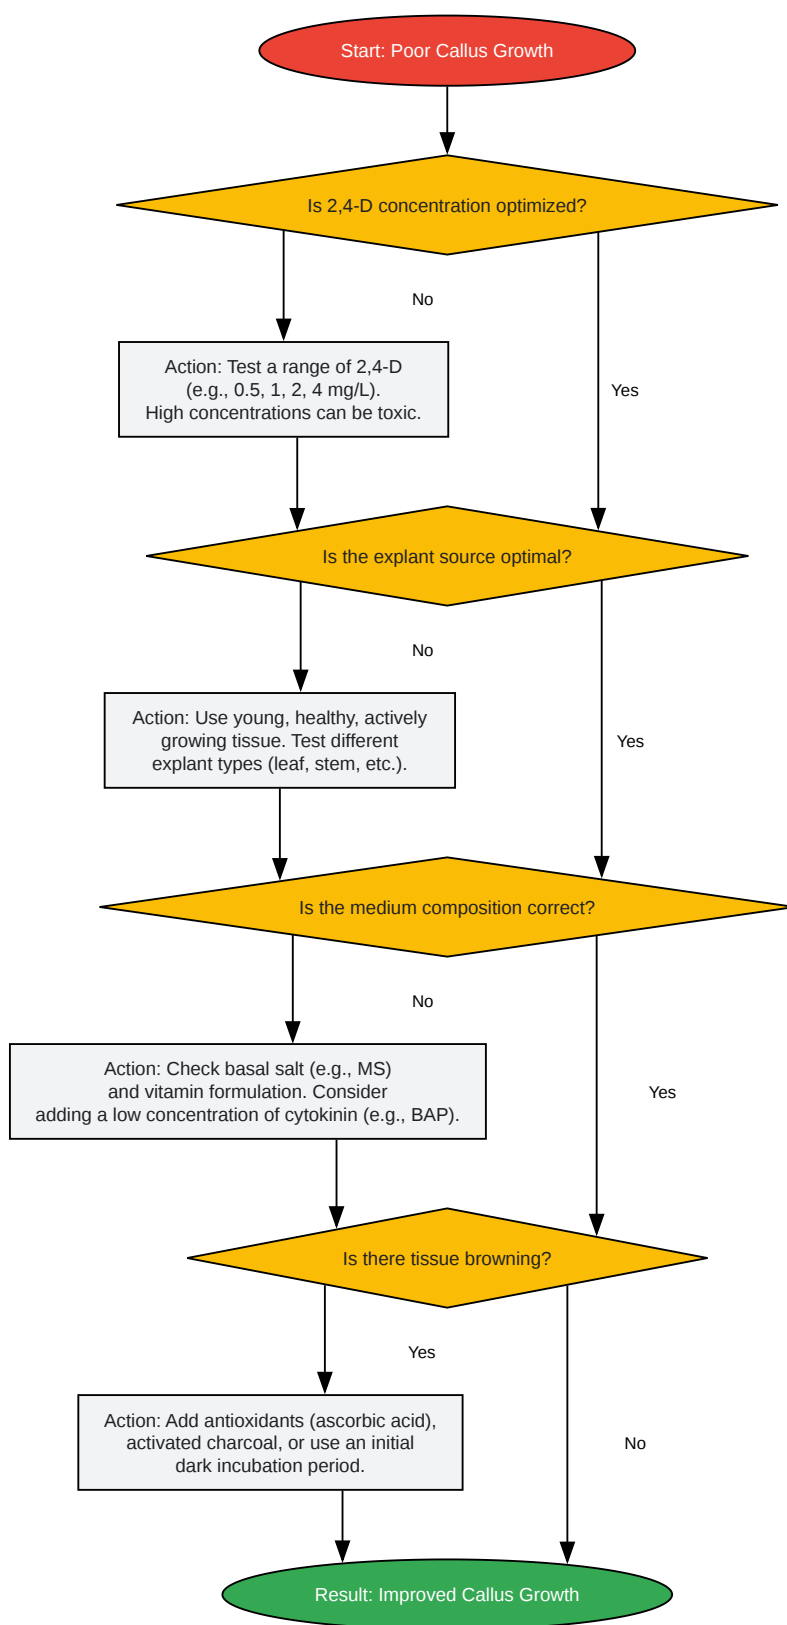 Start: Poor Callus Growth
Is 2,4-D concentration optimized?
No
Action: Test a range of 2,4-D
(e.g., 0.5, 1, 2, 4 mg/L).
High concentrations can be toxic.
Yes
Is the explant source optimal?
No
Action: Use young, healthy, actively
growing tissue. Test different
explant types (leaf, stem, etc.).
Yes
Is the medium composition correct?
No
Action: Check basal salt (e.g., MS)
and vitamin formulation. Consider
adding a low concentration of cytokinin (e.g., BAP).
Yes
Is there tissue browning?
Yes
Action: Add antioxidants (ascorbic acid),
activated charcoal, or use an initial
dark incubation period.
No
Result: Improved Callus Growth